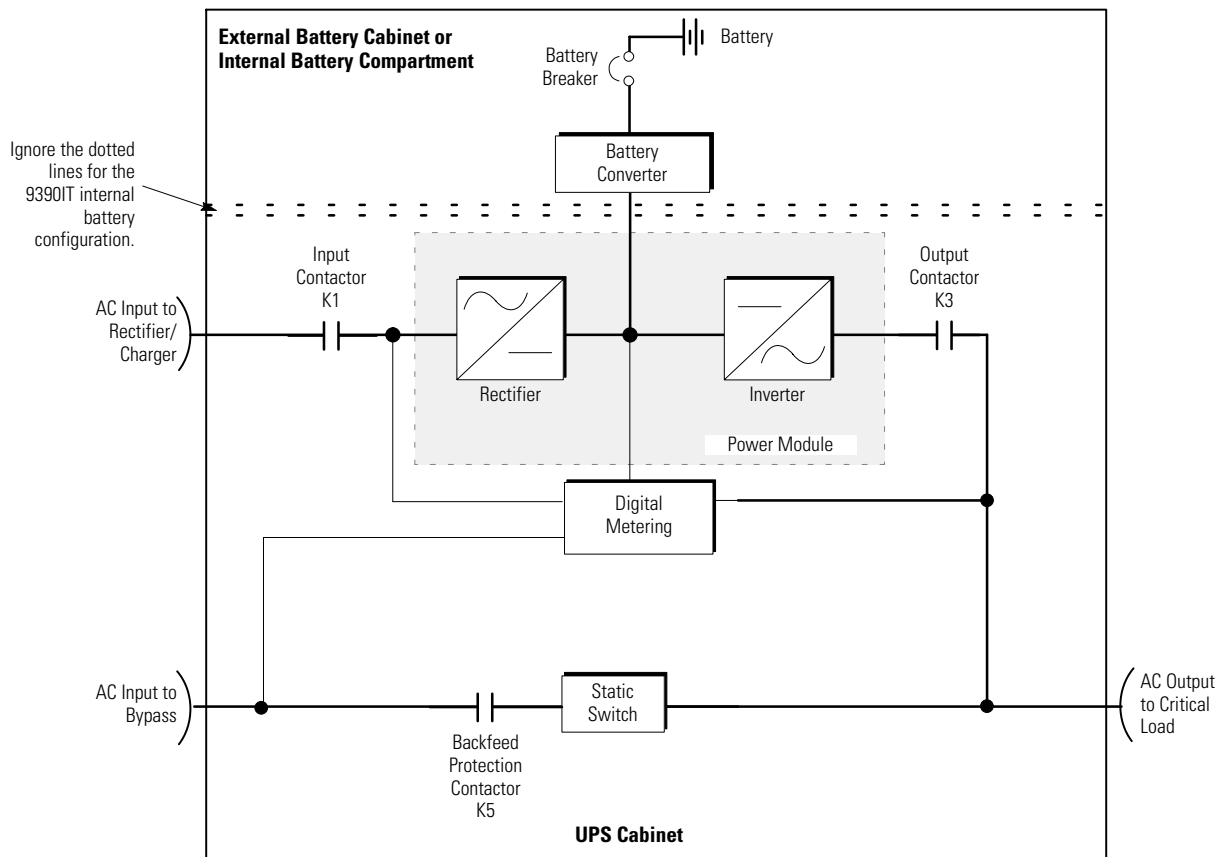 External Battery Cabinet or
Internal Battery Compartment
Battery
Battery
Breaker
Battery
Converter
Ignore the dotted
lines for the
9390IT internal
battery
configuration.
Input
Contactor
K1
Output
Contactor
K3
AC Input to
Rectifier/
Charger
Rectifier
Inverter
Power Module
Digital
Metering
AC Input to
Bypass
Static
Switch
AC Output
to Critical
Load
Backfeed
Protection
Contactor
K5
UPS Cabinet